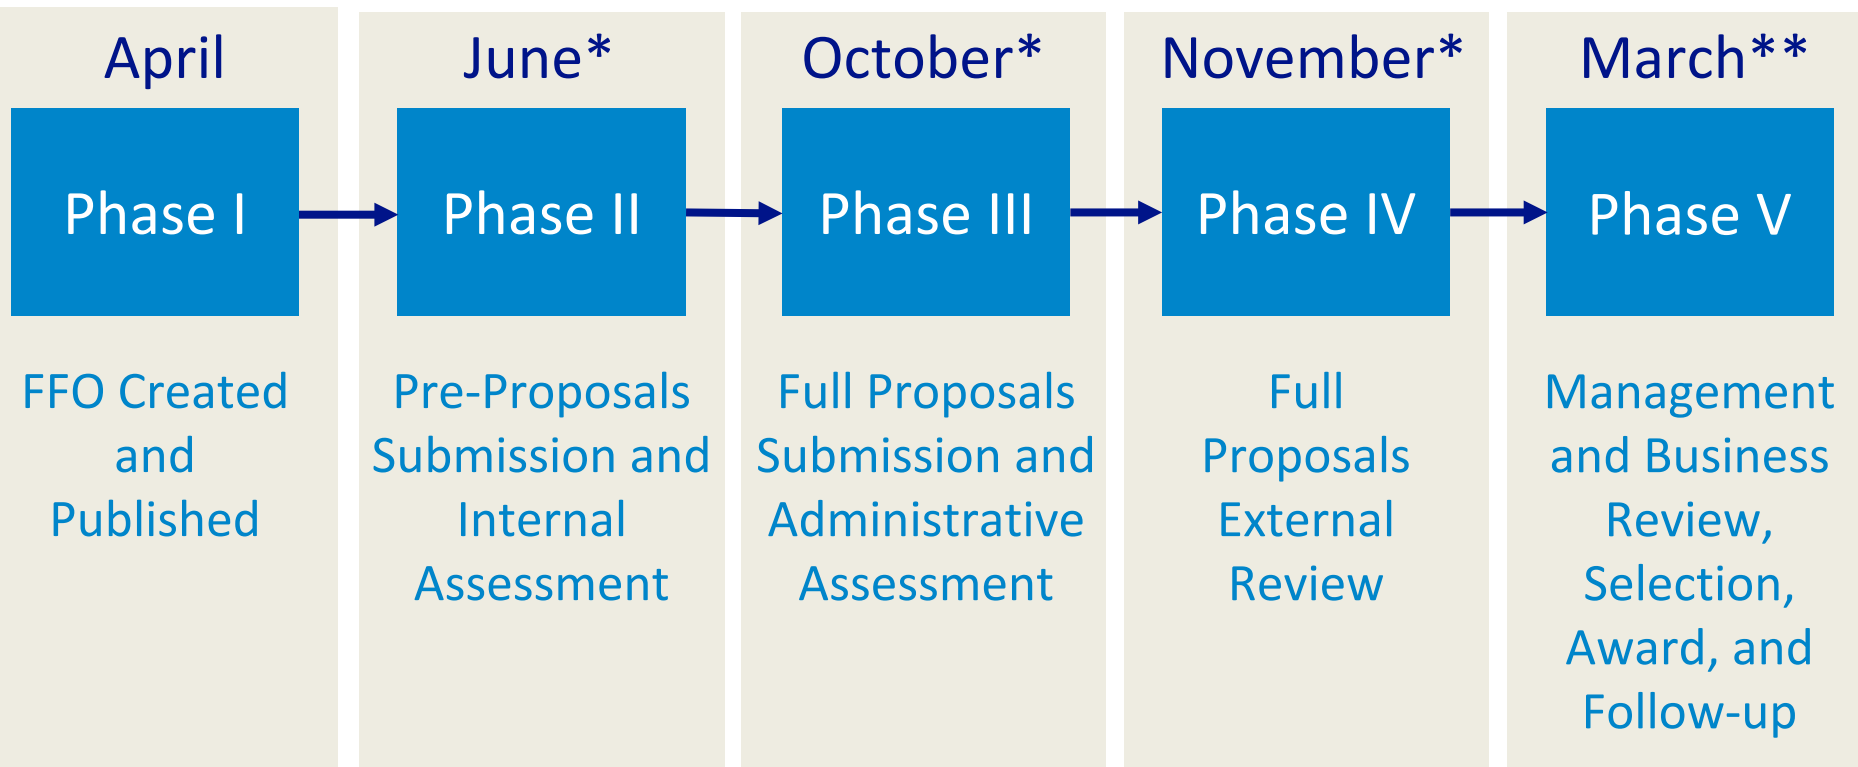 April
Phase I
FFO Created
and
Published
June*
Phase II
Pre-Proposals
Submission and
Internal
Assessment
October*
Phase III
Full Proposals
Submission and
Administrative
Assessment
November*
Phase IV
Full
Proposals
External
Review
March**
Phase V
Management
and Business
Review,
Selection,
Award, and
Follow-up